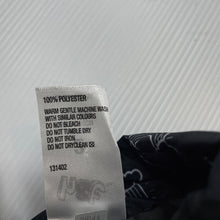 100% POLYESTER
WARM GENTLE MACHINE WASH
WITH SIMILAR COLOURS
DO NOT BLEACH
DO NOT TUMBLE DRY
DO NOT IRON
DO NOT DRYCLEAN
131402